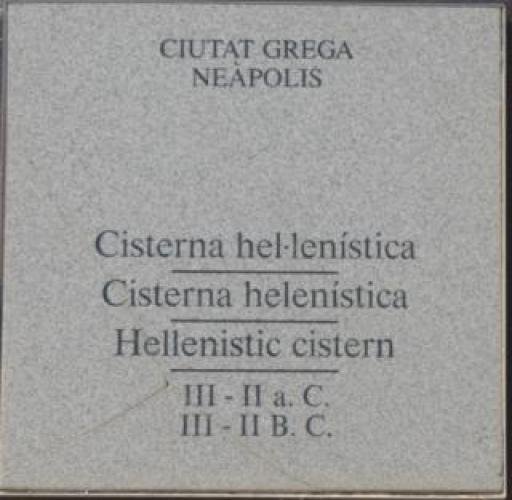 CIUTAT GREGA
NEÀPOLIS
Cisterna hel·lenística
Cisterna helenística
Hellenistic cistern
III - II a. C.
III - II B. C.